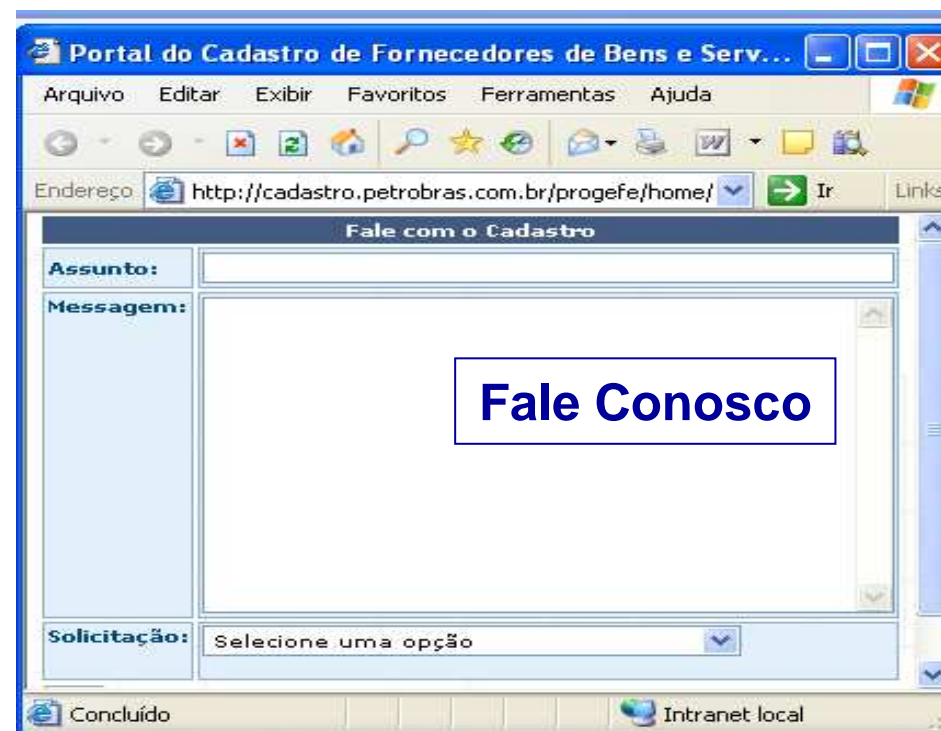 Portal do Cadastro de Fornecedores de Bens e Serv...
Arquivo Editar Exibir Favoritos Ferramentas Ajuda
Endereço http://cadastro.petrobras.com.br/progefe/home/ Ir Links
Fale com o Cadastro
Assunto:
Messagem:
Fale Conosco
Solicitação: Selecione uma opção
Concluído Intranet local